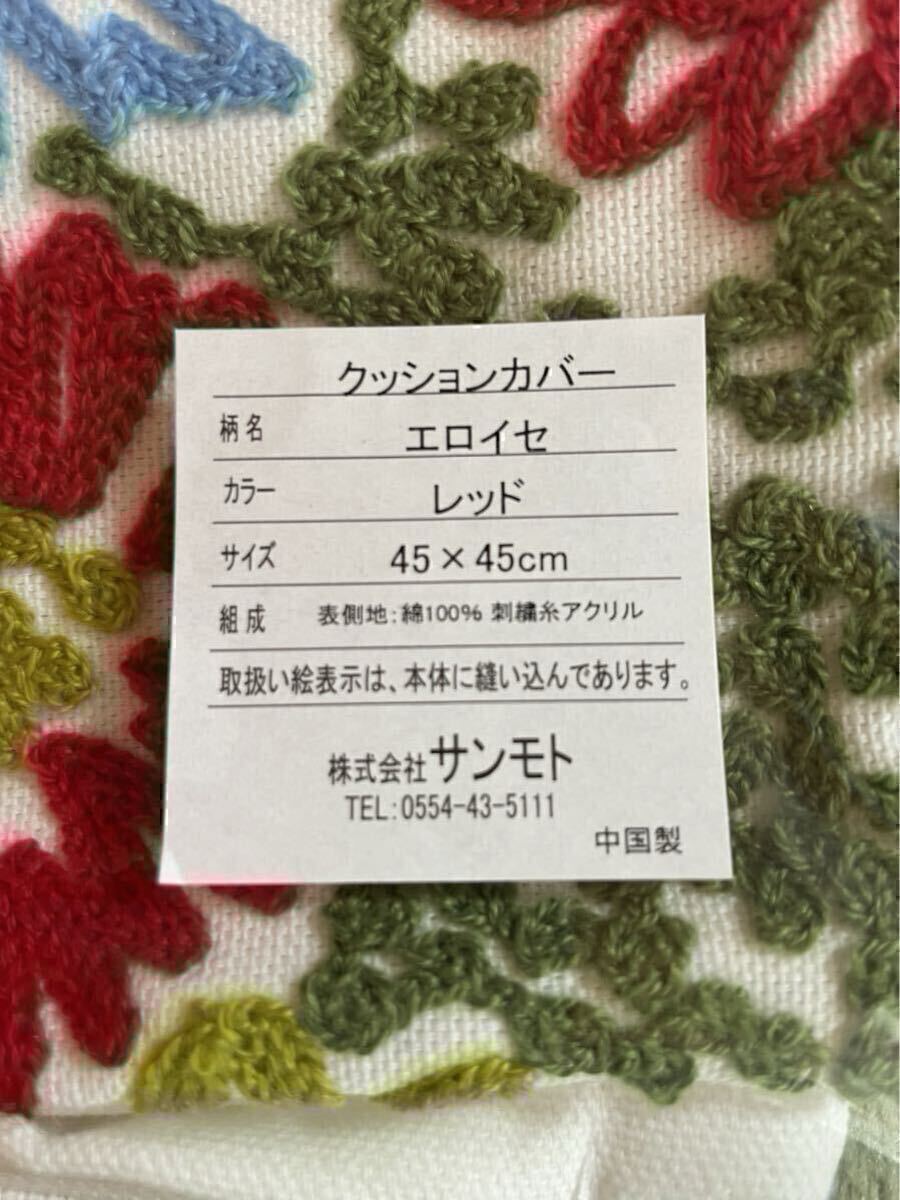 クッションカバー
柄名 エロイセ
カラー レッド
サイズ 45×45cm
組成 表側地:綿100% 刺繍糸アクリル
取扱い絵表示は、本体に縫い込んであります。
株式会社サンモト
TEL:0554-43-5111
中国製